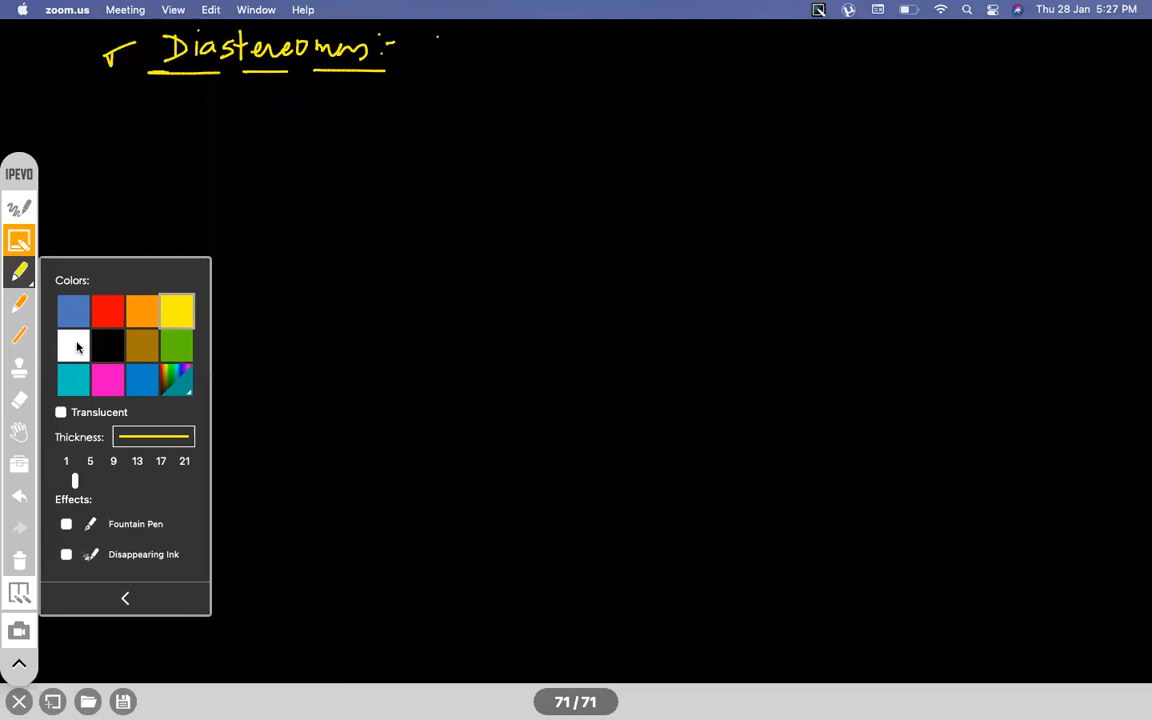 zoom.us Meeting View Edit Window Help Thu 28 Jan 5:27 PM
Diastereomers :-
IPEVO
Colors:
Translucent
Thickness:
1 5 9 13 17 21
Effects:
Fountain Pen
Disappearing Ink
71 / 71